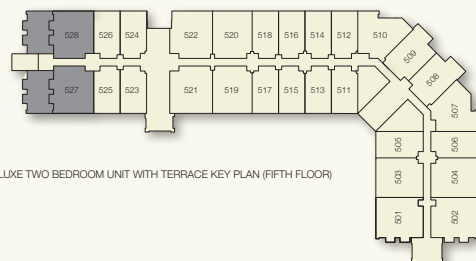 528 526 524 522 520 518 516 514 512 510
509
508
527 525 523 521 519 517 515 513 511
507
505 506
503 504
501 502
LUXE TWO BEDROOM UNIT WITH TERRACE KEY PLAN (FIFTH FLOOR)